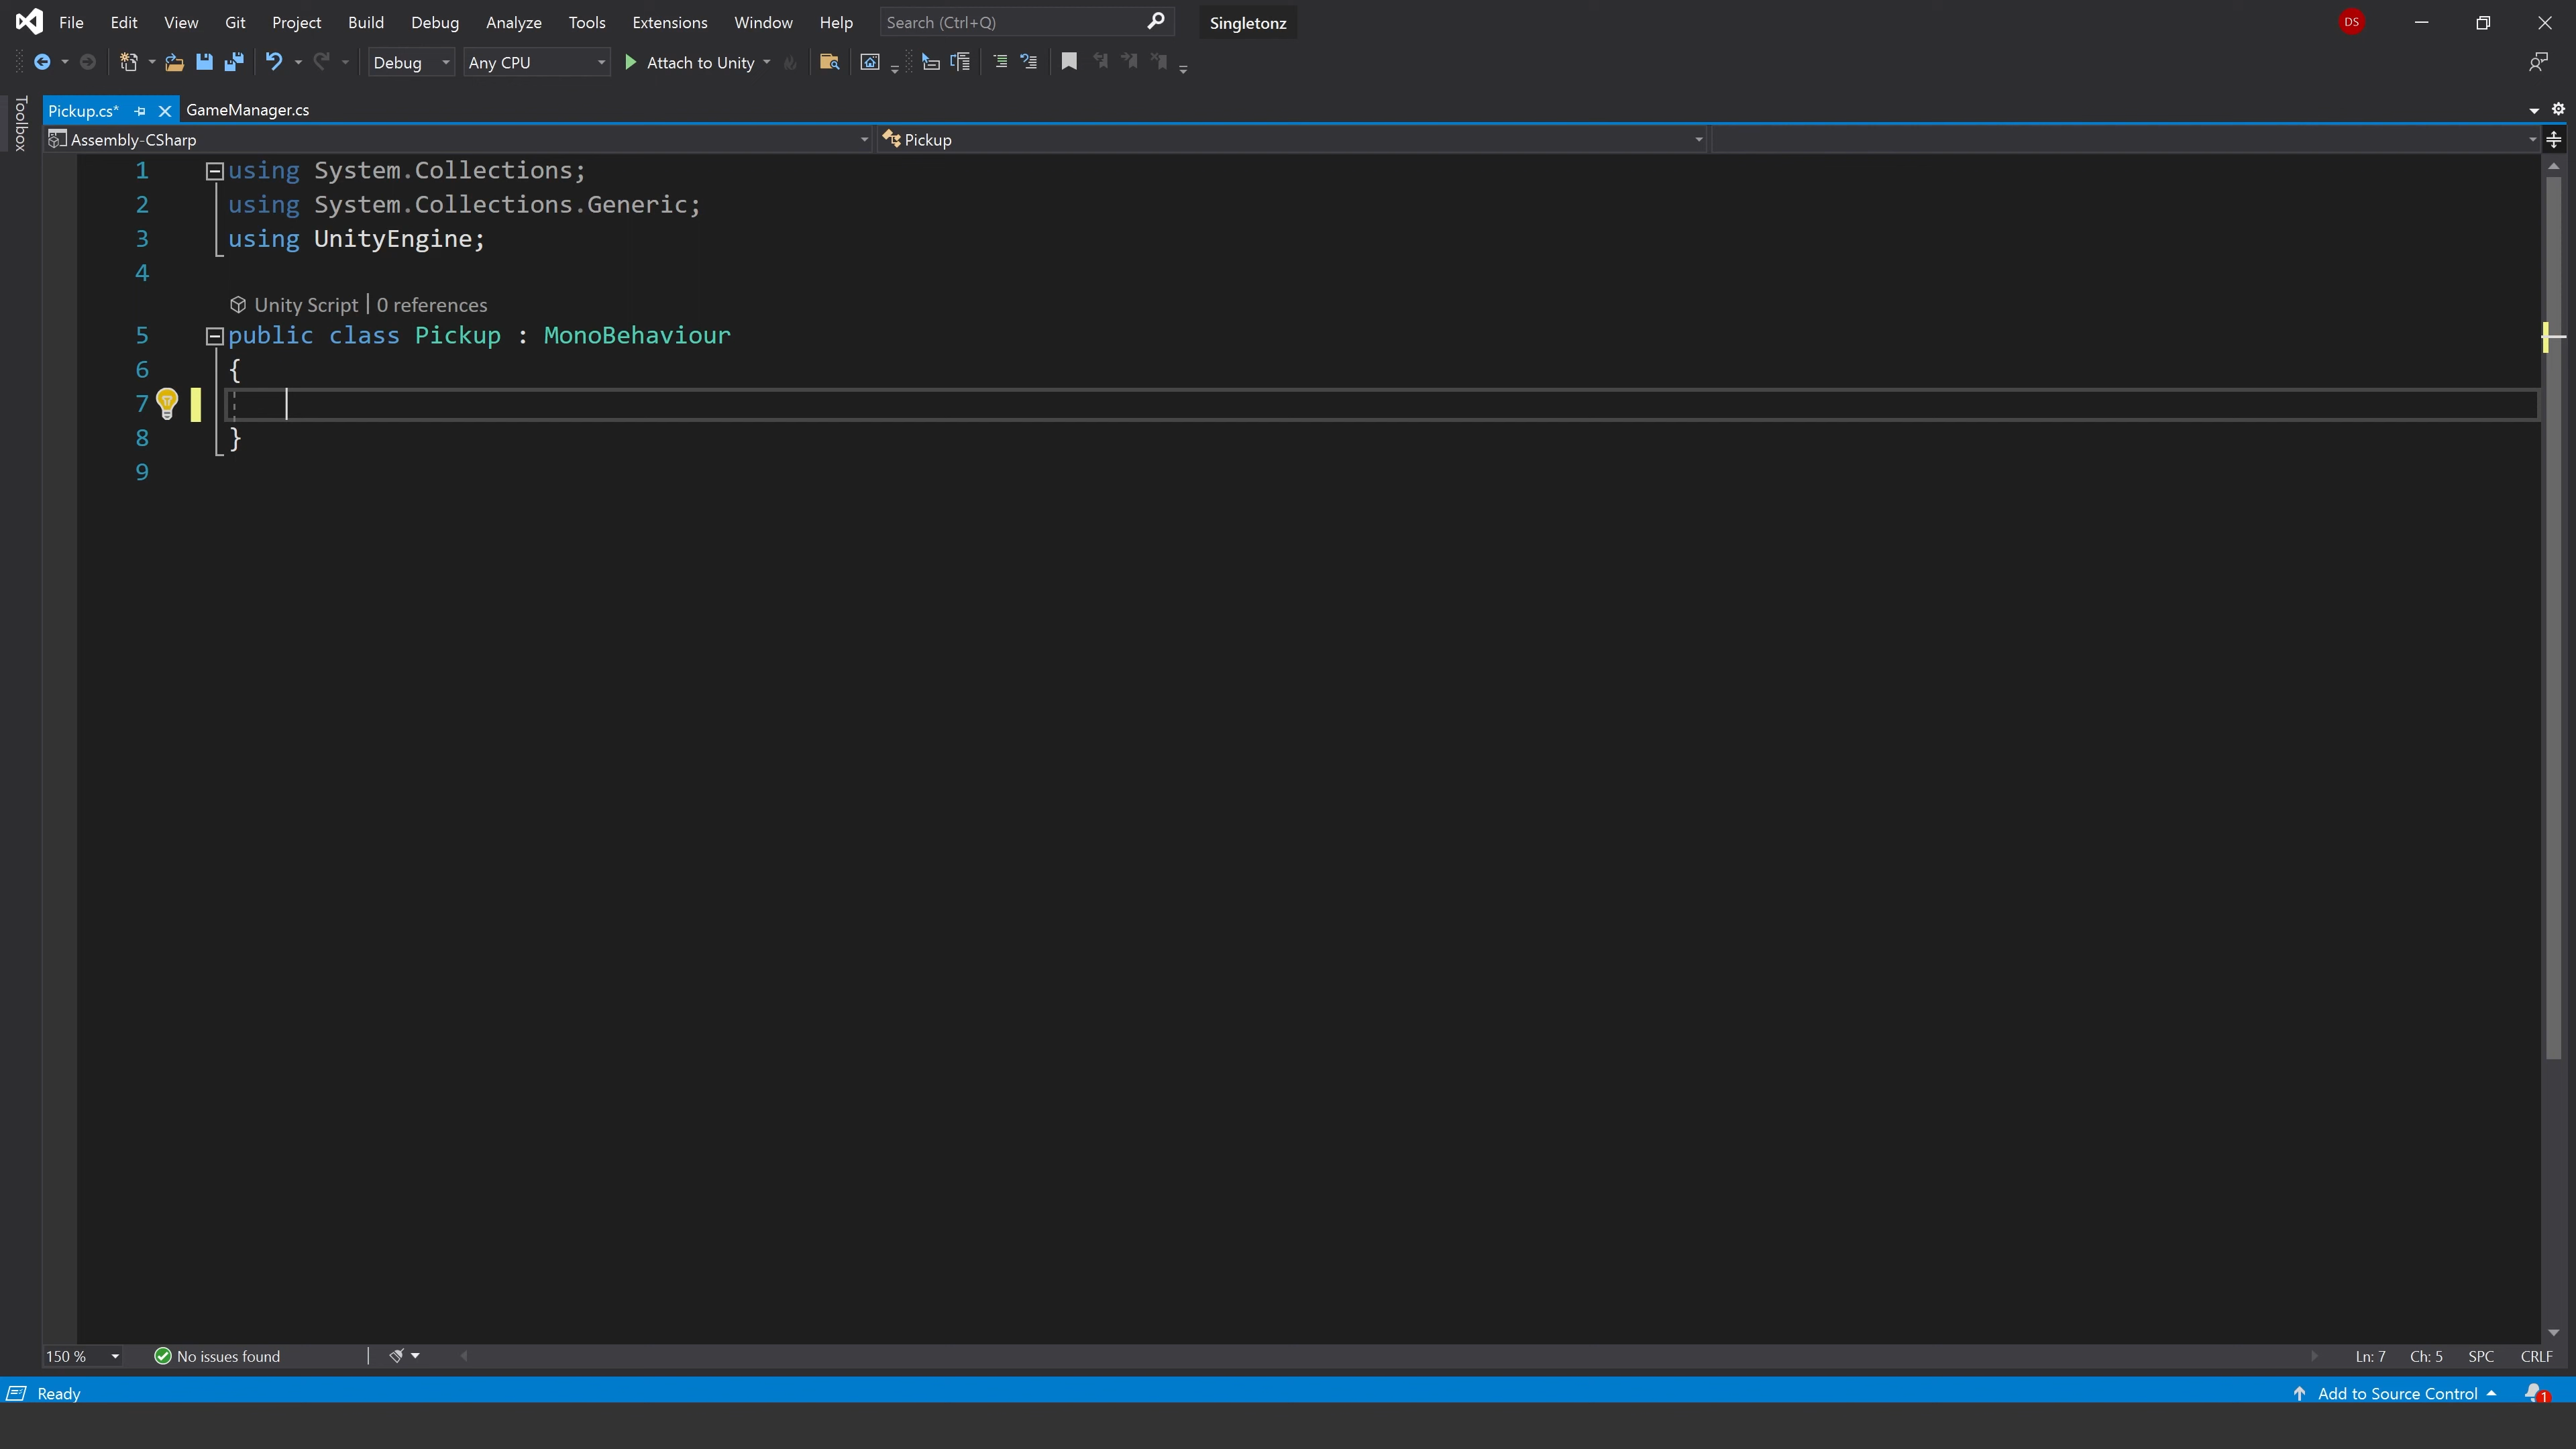 File Edit View Git Project Build Debug Analyze Tools Extensions Window Help Search (Ctrl+Q) Singletonz DS
Debug Any CPU Attach to Unity
Toolbox
Pickup.cs* GameManager.cs
Assembly-CSharp Pickup
1 using System.Collections;
2 using System.Collections.Generic;
3 using UnityEngine;
4
Unity Script | 0 references
5 public class Pickup : MonoBehaviour
6 {
7
8 }
9
150 % No issues found Ln: 7 Ch: 5 SPC CRLF
Ready Add to Source Control 1